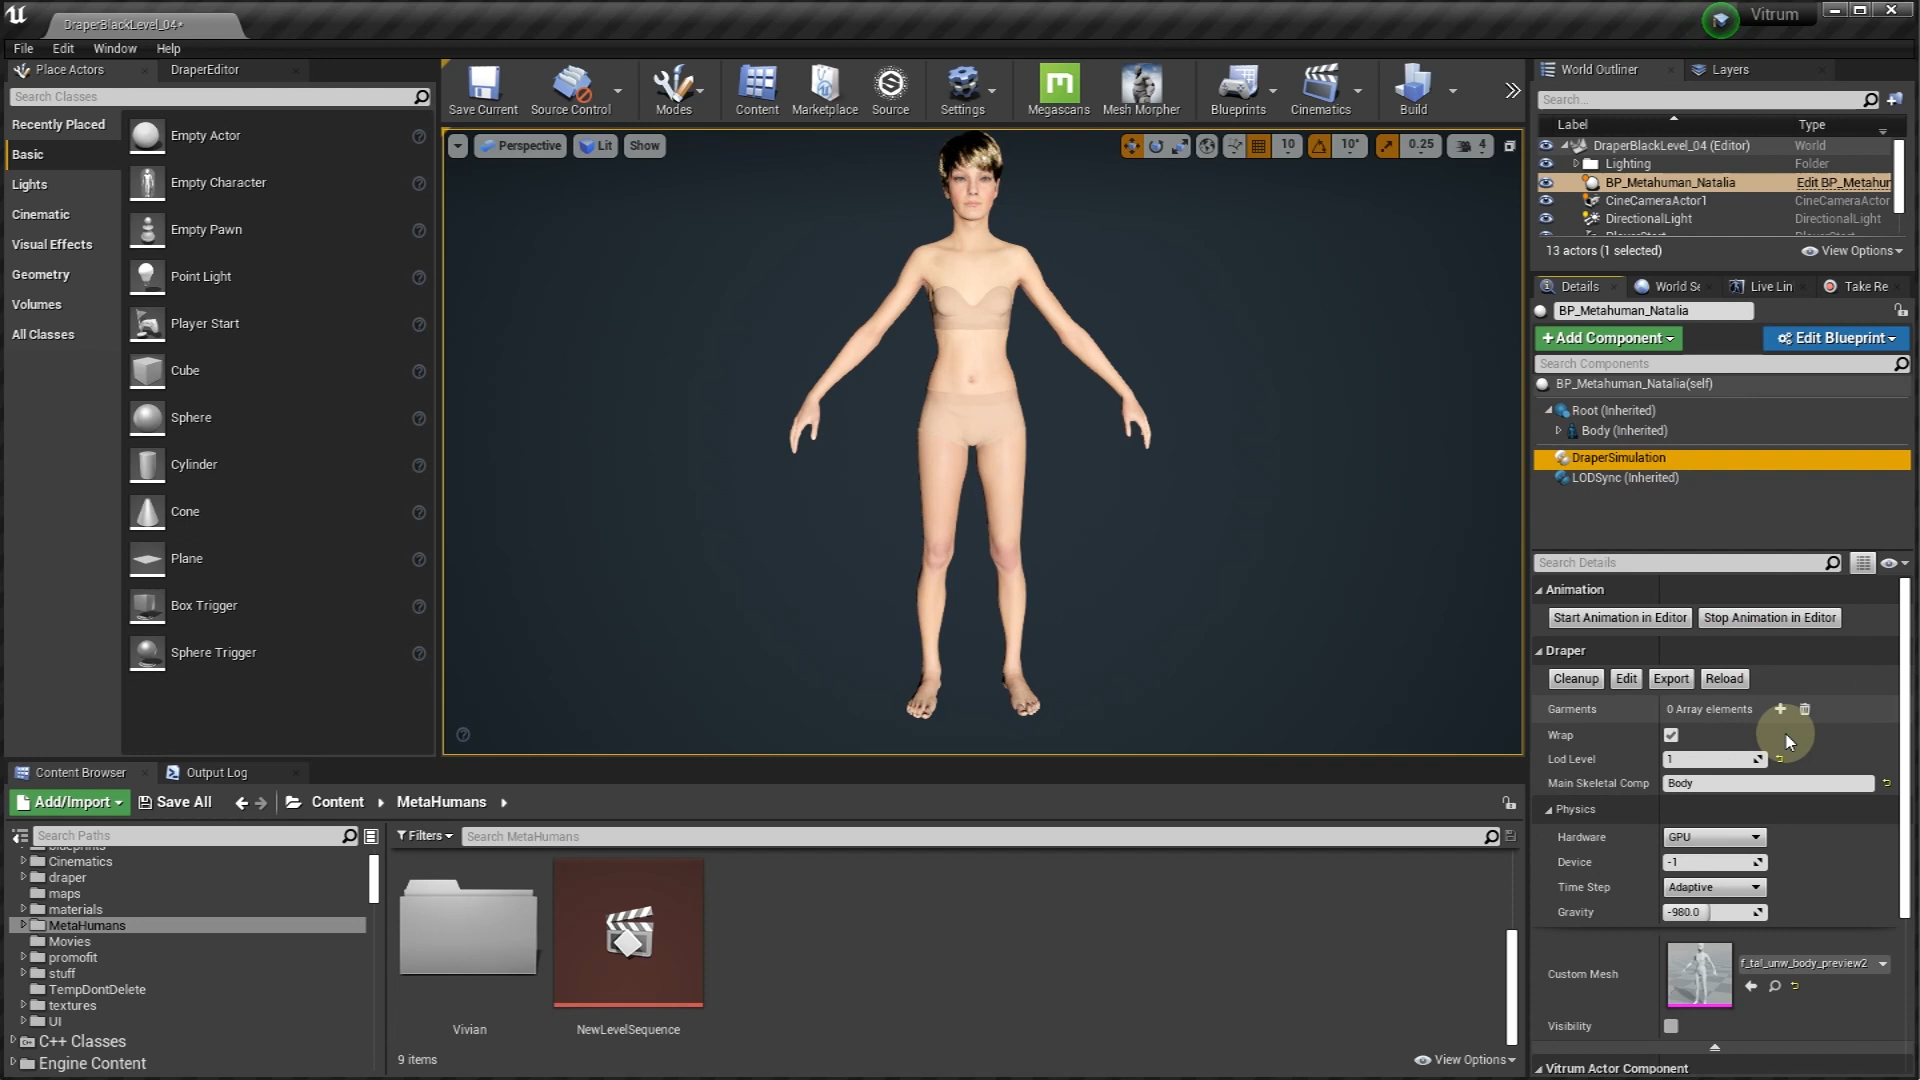 DraperBlackLevel_04*
Vitrum
File Edit Window Help
Place Actors
DraperEditor
Search Classes
Recently Placed
Basic
Lights
Cinematic
Visual Effects
Geometry
Volumes
All Classes
Empty Actor
Empty Character
Empty Pawn
Point Light
Player Start
Cube
Sphere
Cylinder
Cone
Plane
Box Trigger
Sphere Trigger
Save Current
Source Control
Modes
Content
Marketplace
Source
Settings
Megascans
Mesh Morpher
Blueprints
Cinematics
Build
Perspective
Lit
Show
10
10°
0.25
4
World Outliner
Layers
Search...
Label
Type
DraperBlackLevel_04 (Editor) World
Lighting Folder
BP_Metahuman_Natalia Edit BP_Metahur
CineCameraActor1 CineCameraActor
DirectionalLight DirectionalLight
13 actors (1 selected)
View Options
Details
World Se
Live Lin
Take Re
BP_Metahuman_Natalia
+Add Component
Edit Blueprint
Search Components
BP_Metahuman_Natalia(self)
Root (Inherited)
Body (Inherited)
DraperSimulation
LODSync (Inherited)
Search Details
Animation
Start Animation in Editor
Stop Animation in Editor
Draper
Cleanup Edit Export Reload
Garments 0 Array elements
Wrap
Lod Level 1
Main Skeletal Comp Body
Physics
Hardware GPU
Device -1
Time Step Adaptive
Gravity -980.0
Custom Mesh f_tal_unw_body_preview2
Visibility
Vitrum Actor Component
Content Browser
Output Log
Add/Import
Save All
Content
MetaHumans
Search Paths
Filters
Search MetaHumans
blueprints
Cinematics
draper
maps
materials
MetaHumans
Movies
promofit
stuff
TempDontDelete
textures
UI
C++ Classes
Engine Content
Vivian
NewLevelSequence
9 items
View Options